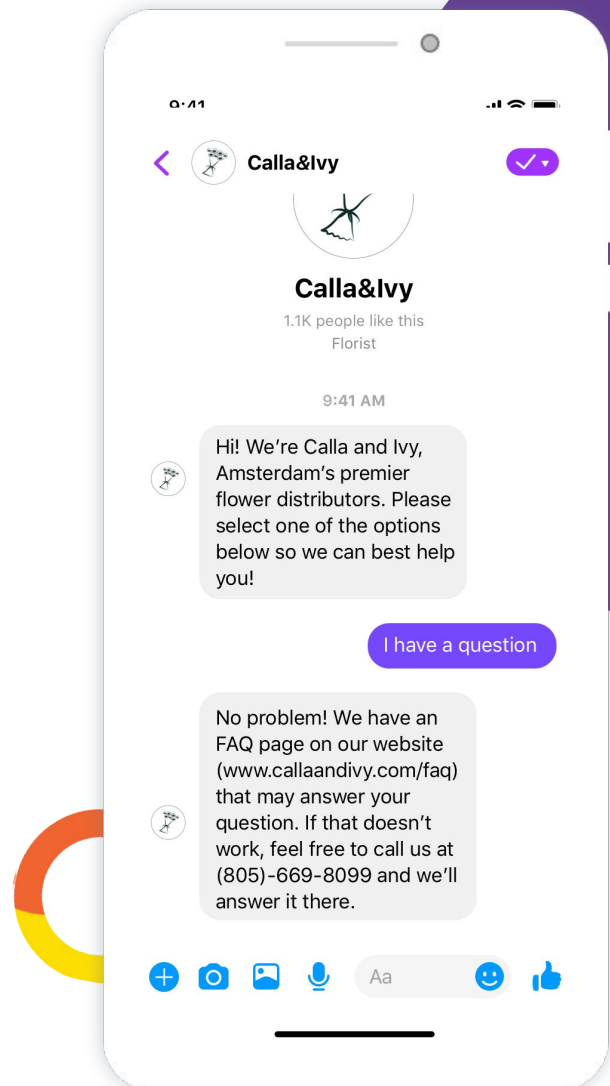 9:41
Calla&Ivy
Calla&Ivy
1.1K people like this
Florist
9:41 AM
Hi! We’re Calla and Ivy,
Amsterdam’s premier
flower distributors. Please
select one of the options
below so we can best help
you!
I have a question
No problem! We have an
FAQ page on our website
(www.callaandivy.com/faq)
that may answer your
question. If that doesn’t
work, feel free to call us at
(805)-669-8099 and we’ll
answer it there.
Aa